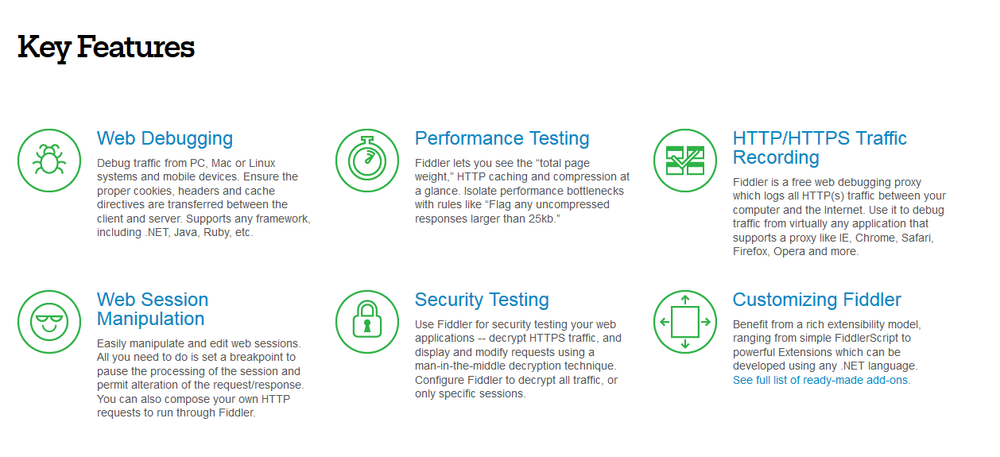 Key Features
Web Debugging
Debug traffic from PC, Mac or Linux
systems and mobile devices. Ensure the
proper cookies, headers and cache
directives are transferred between the
client and server. Supports any framework,
including .NET, Java, Ruby, etc.
Performance Testing
Fiddler lets you see the “total page
weight,” HTTP caching and compression at
a glance. Isolate performance bottlenecks
with rules like “Flag any uncompressed
responses larger than 25kb.”
HTTP/HTTPS Traffic
Recording
Fiddler is a free web debugging proxy
which logs all HTTP(s) traffic between your
computer and the Internet. Use it to debug
traffic from virtually any application that
supports a proxy like IE, Chrome, Safari,
Firefox, Opera and more.
Web Session
Manipulation
Easily manipulate and edit web sessions.
All you need to do is set a breakpoint to
pause the processing of the session and
permit alteration of the request/response.
You can also compose your own HTTP
requests to run through Fiddler.
Security Testing
Use Fiddler for security testing your web
applications -- decrypt HTTPS traffic, and
display and modify requests using a
man-in-the-middle decryption technique.
Configure Fiddler to decrypt all traffic, or
only specific sessions.
Customizing Fiddler
Benefit from a rich extensibility model,
ranging from simple FiddlerScript to
powerful Extensions which can be
developed using any .NET language.
See full list of ready-made add-ons.